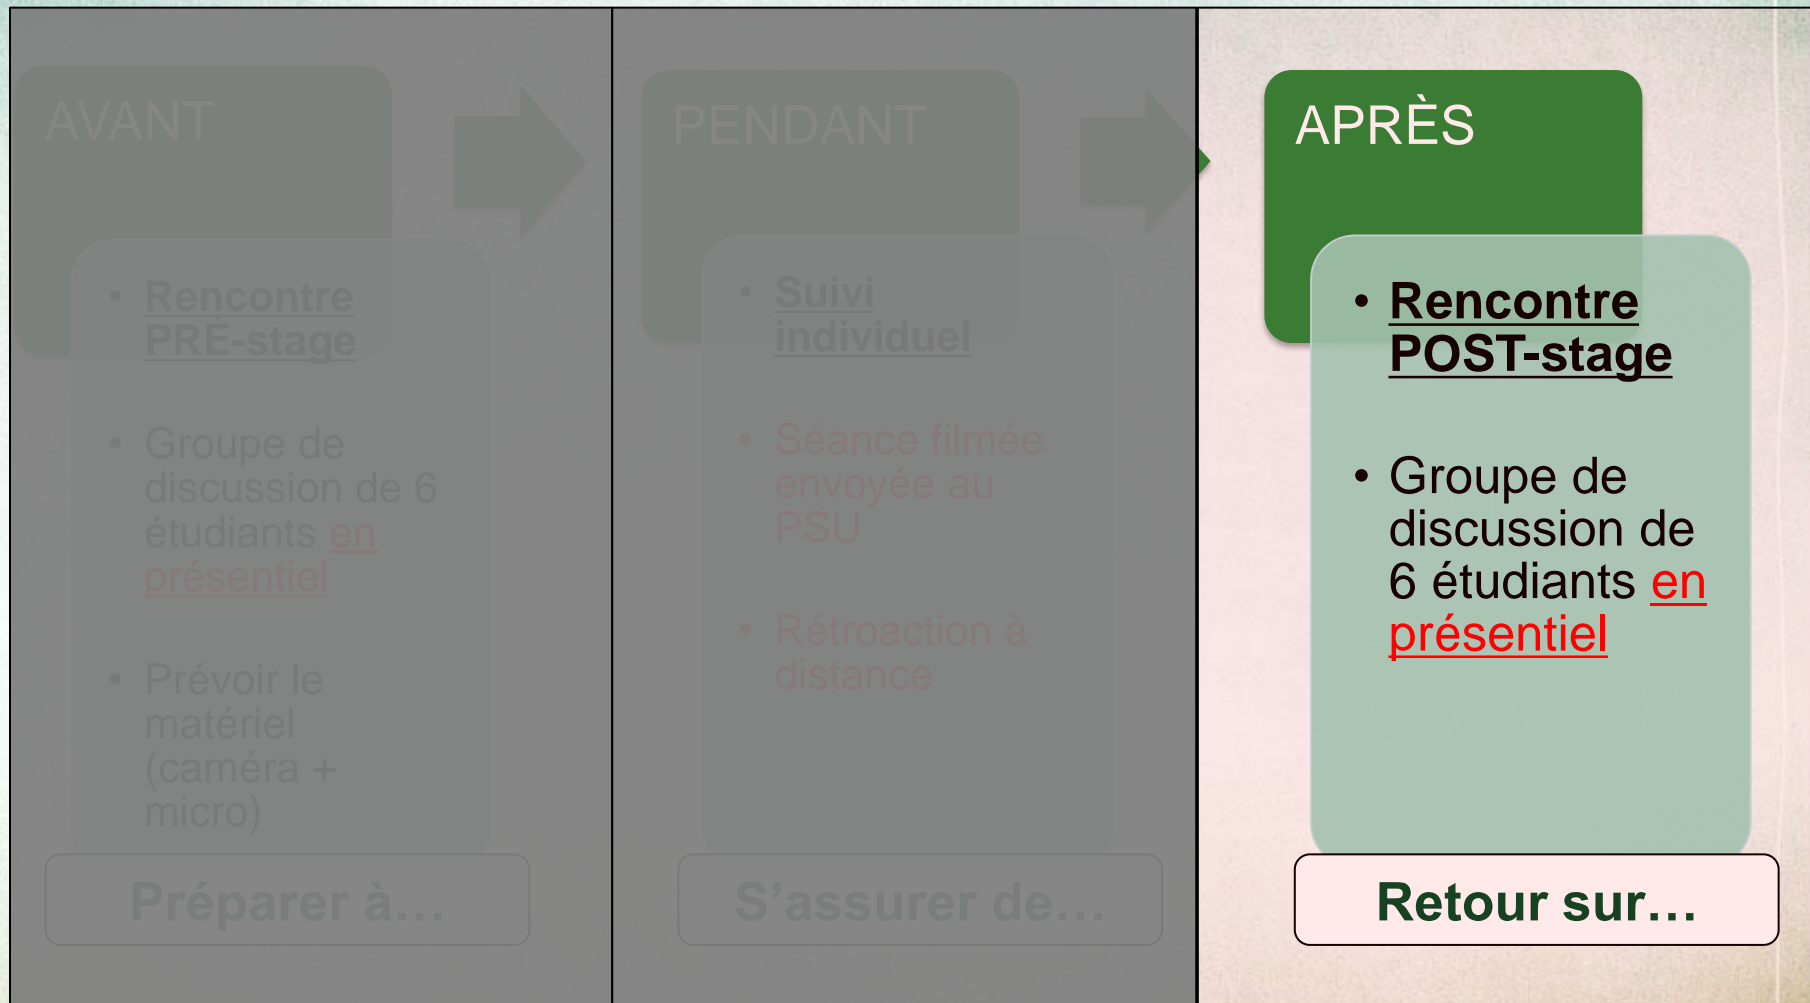 AVANT
• Rencontre
PRÉ-stage
• Groupe de
discussion de 6
étudiants en
présentiel
• Prévoir le
matériel
(caméra +
micro)
Préparer à…
PENDANT
• Suivi
individuel
• Séance filmée
envoyée au
PSU
• Rétroaction à
distance
S’assurer de…
APRÈS
• Rencontre
POST-stage
• Groupe de
discussion de
6 étudiants en
présentiel
Retour sur…